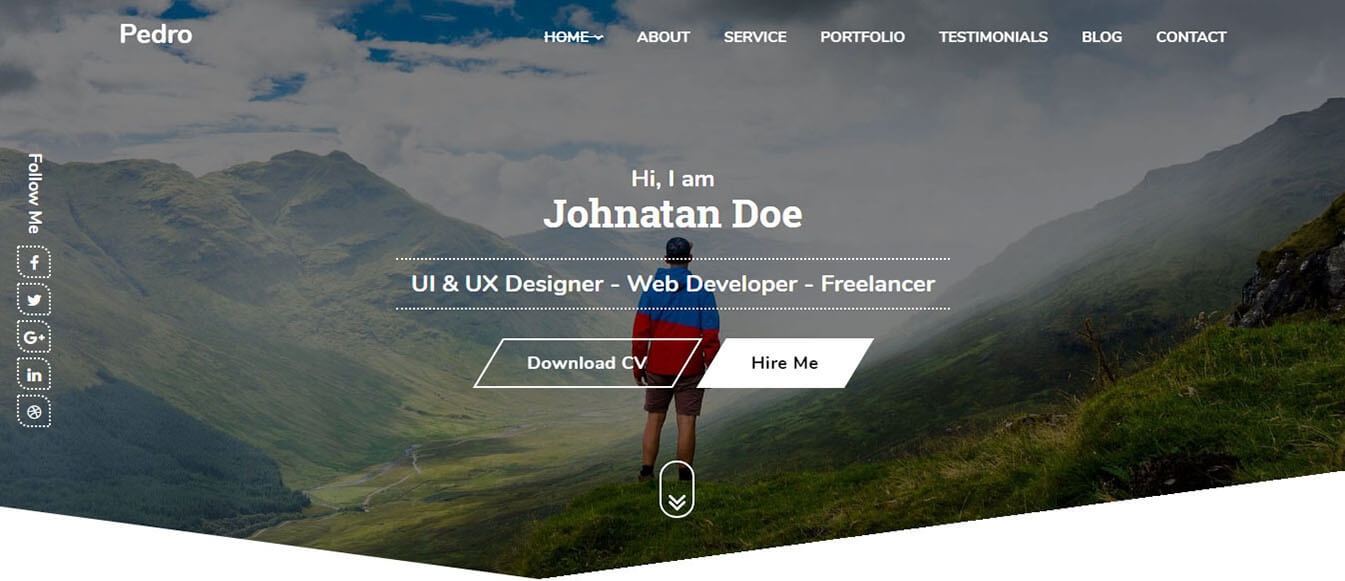 Pedro
HOME ABOUT SERVICE PORTFOLIO TESTIMONIALS BLOG CONTACT
Follow Me
Hi, I am
Johnatan Doe
UI & UX Designer - Web Developer - Freelancer
Download CV Hire Me